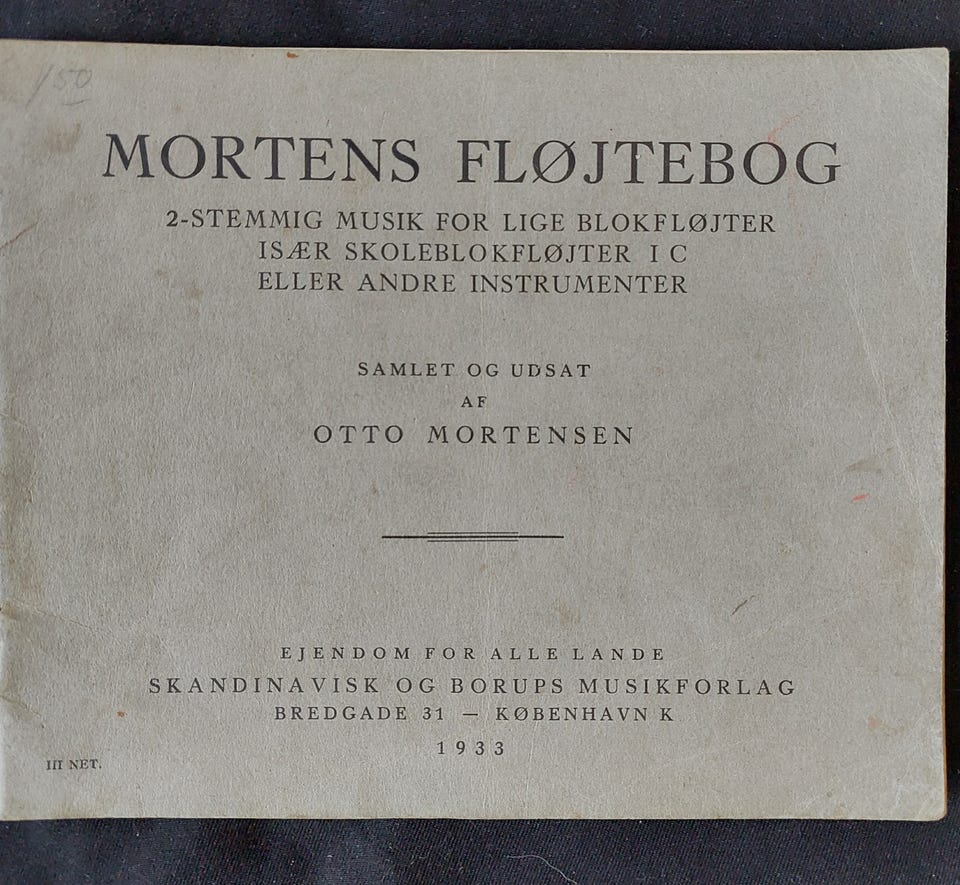 150
MORTENS FLØJTEBOG
2-STEMMIG MUSIK FOR LIGE BLOKFLØJTER
ISÆR SKOLEBLOKFLØJTER I C
ELLER ANDRE INSTRUMENTER
SAMLET OG UDSAT
AF
OTTO MORTENSEN
EJENDOM FOR ALLE LANDE
SKANDINAVISK OG BORUPS MUSIKFORLAG
BREDGADE 31 — KØBENHAVN K
1933
III NET.